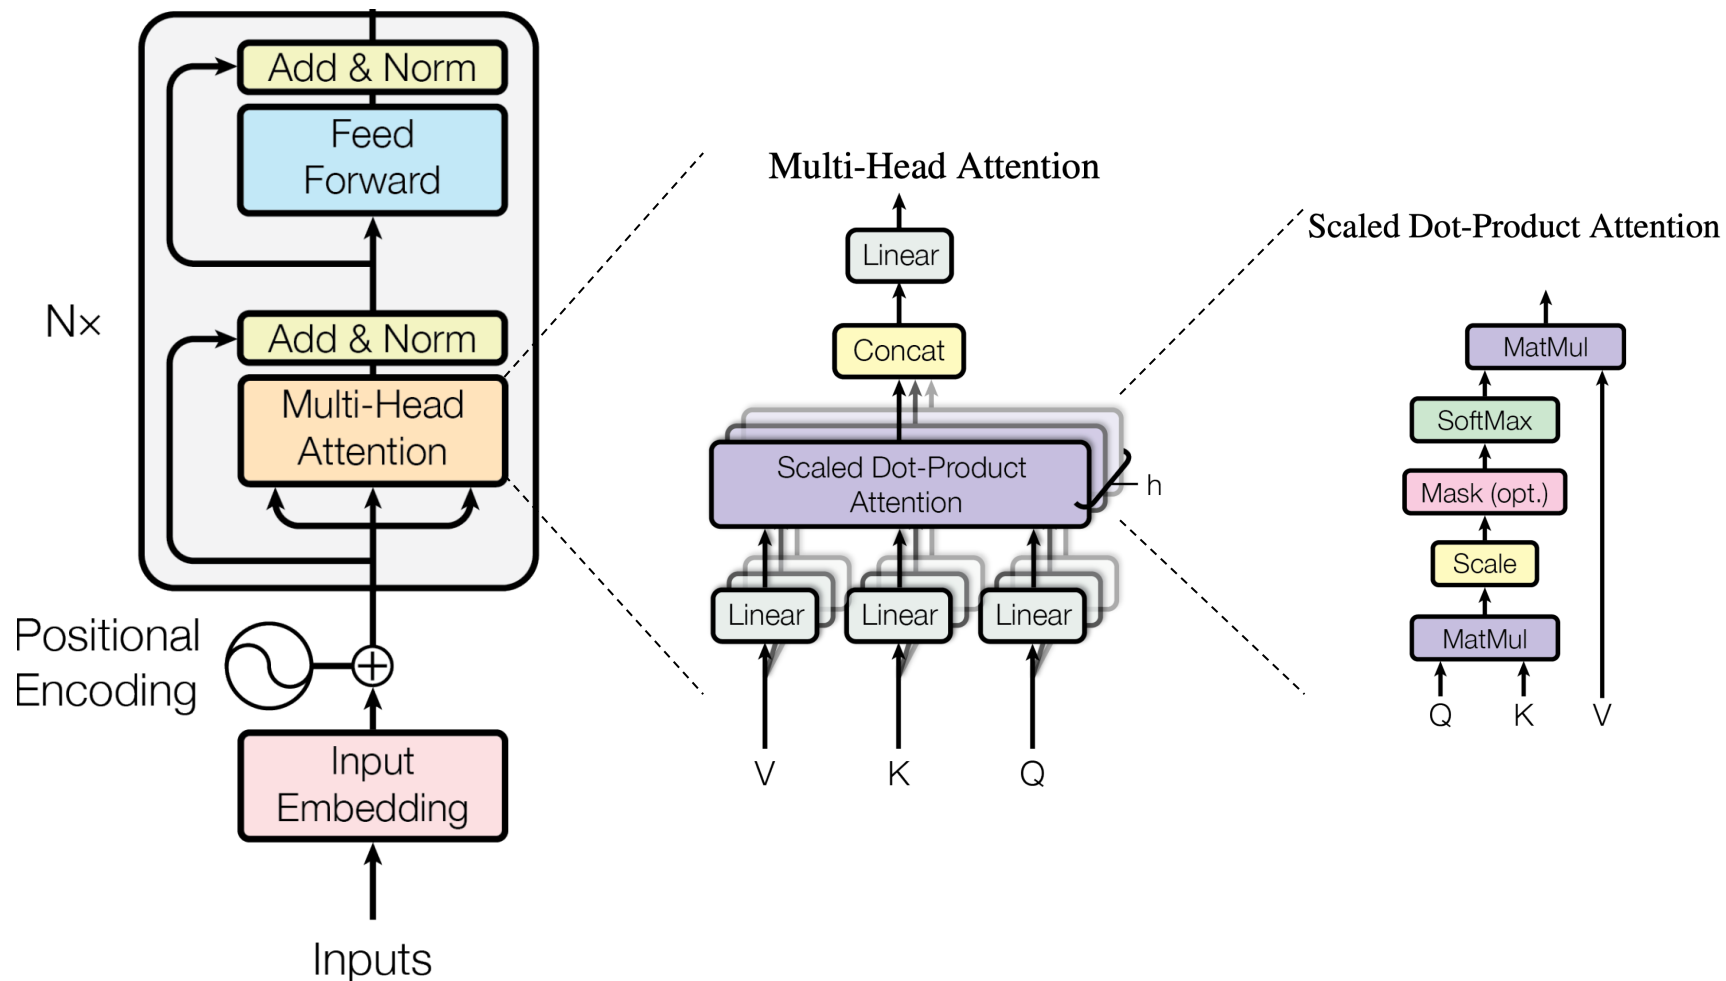 Add & Norm
Feed
Forward
N×
Add & Norm
Multi-Head
Attention
Positional
Encoding
Input
Embedding
Inputs
Multi-Head Attention
Linear
Concat
Scaled Dot-Product
Attention
h
Linear
Linear
Linear
V
K
Q
Scaled Dot-Product Attention
MatMul
SoftMax
Mask (opt.)
Scale
MatMul
Q
K
V